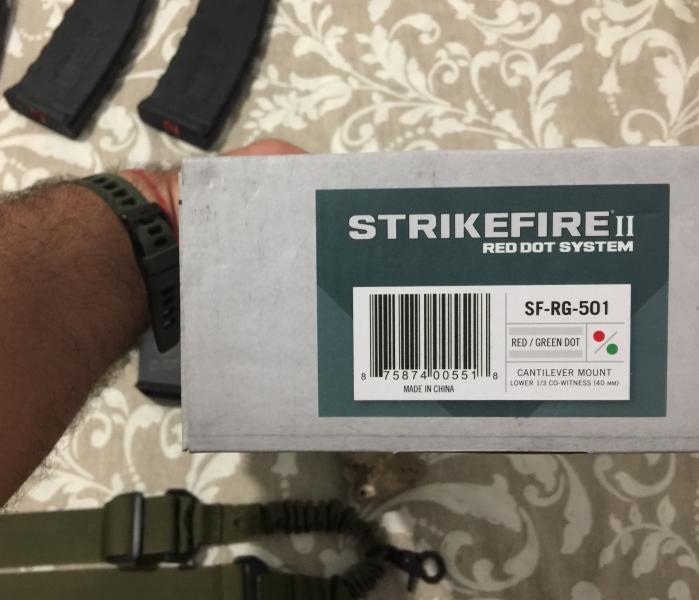 STRIKEFIRE® II
RED DOT SYSTEM
SF-RG-501
RED / GREEN DOT
CANTILEVER MOUNT
LOWER 1/3 CO-WITNESS (40 MM)
8 75874 00551 8
MADE IN CHINA